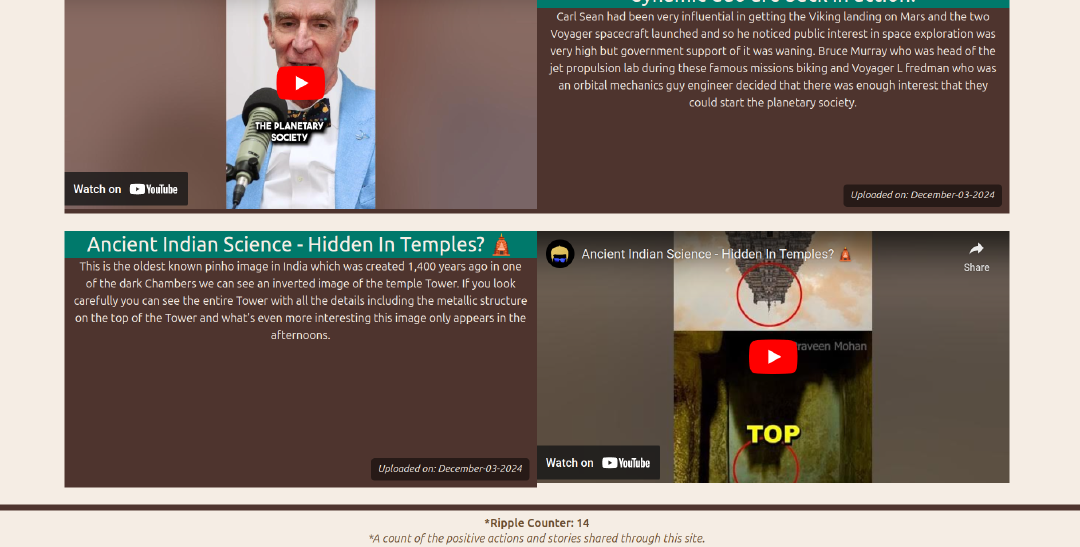 Carl Sean had been very influential in getting the Viking landing on Mars and the two
Voyager spacecraft launched and so he noticed public interest in space exploration was
very high but government support of it was waning. Bruce Murray who was head of the
jet propulsion lab during these famous missions biking and Voyager L fredman who was
an orbital mechanics guy engineer decided that there was enough interest that they
could start the planetary society.
THE PLANETARY
SOCIETY
Watch on YouTube
Uploaded on: December-03-2024
Ancient Indian Science - Hidden In Temples? 🛕
This is the oldest known pinho image in India which was created 1,400 years ago in one
of the dark Chambers we can see an inverted image of the temple Tower. If you look
carefully you can see the entire Tower with all the details including the metallic structure
on the top of the Tower and what's even more interesting this image only appears in the
afternoons.
Uploaded on: December-03-2024
Ancient Indian Science - Hidden In Temples? 🛕
Share
raveen Mohan
TOP
Watch on YouTube
*Ripple Counter: 14
*A count of the positive actions and stories shared through this site.